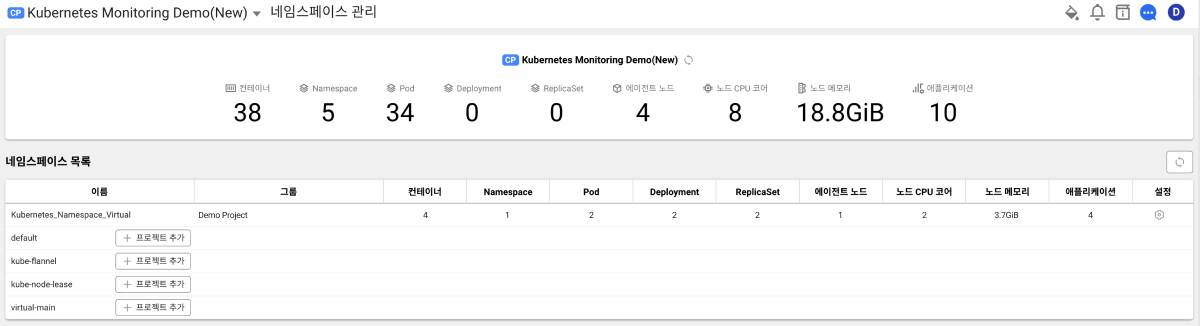 CP Kubernetes Monitoring Demo(New) 네임스페이스 관리 D
CP Kubernetes Monitoring Demo(New)
컨테이너 Namespace Pod Deployment ReplicaSet 에이전트 노드 노드 CPU 코어 노드 메모리 애플리케이션
38 5 34 0 0 4 8 18.8GiB 10
네임스페이스 목록
이름 그룹 컨테이너 Namespace Pod Deployment ReplicaSet 에이전트 노드 노드 CPU 코어 노드 메모리 애플리케이션 설정
Kubernetes_Namespace_Virtual Demo Project 4 1 2 2 2 1 2 3.7GiB 4
default + 프로젝트 추가
kube-flannel + 프로젝트 추가
kube-node-lease + 프로젝트 추가
virtual-main + 프로젝트 추가